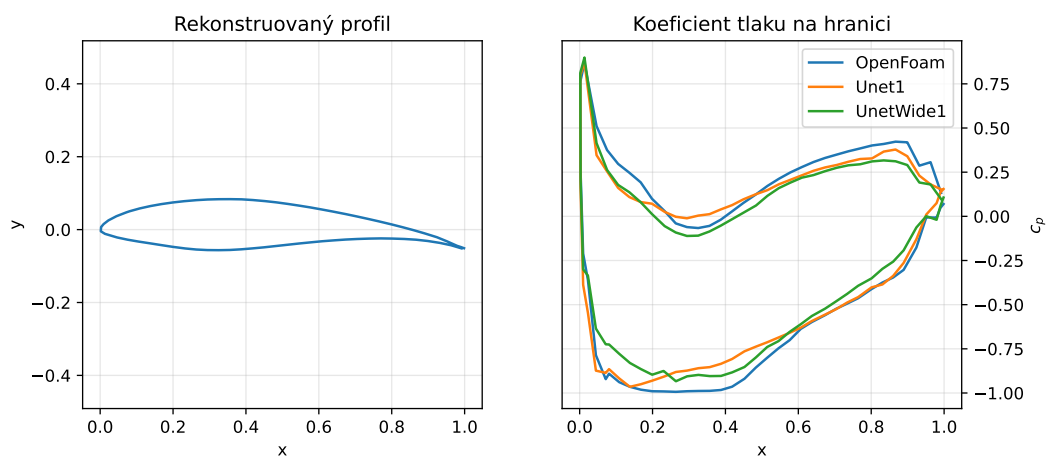 Rekonstruovaný profil
0.4
0.2
0.0
−0.2
−0.4
y
0.0 0.2 0.4 0.6 0.8 1.0
x
Koeficient tlaku na hranici
OpenFoam
Unet1
UnetWide1
0.75
0.50
0.25
0.00
−0.25
−0.50
−0.75
−1.00
c_p
0.0 0.2 0.4 0.6 0.8 1.0
x